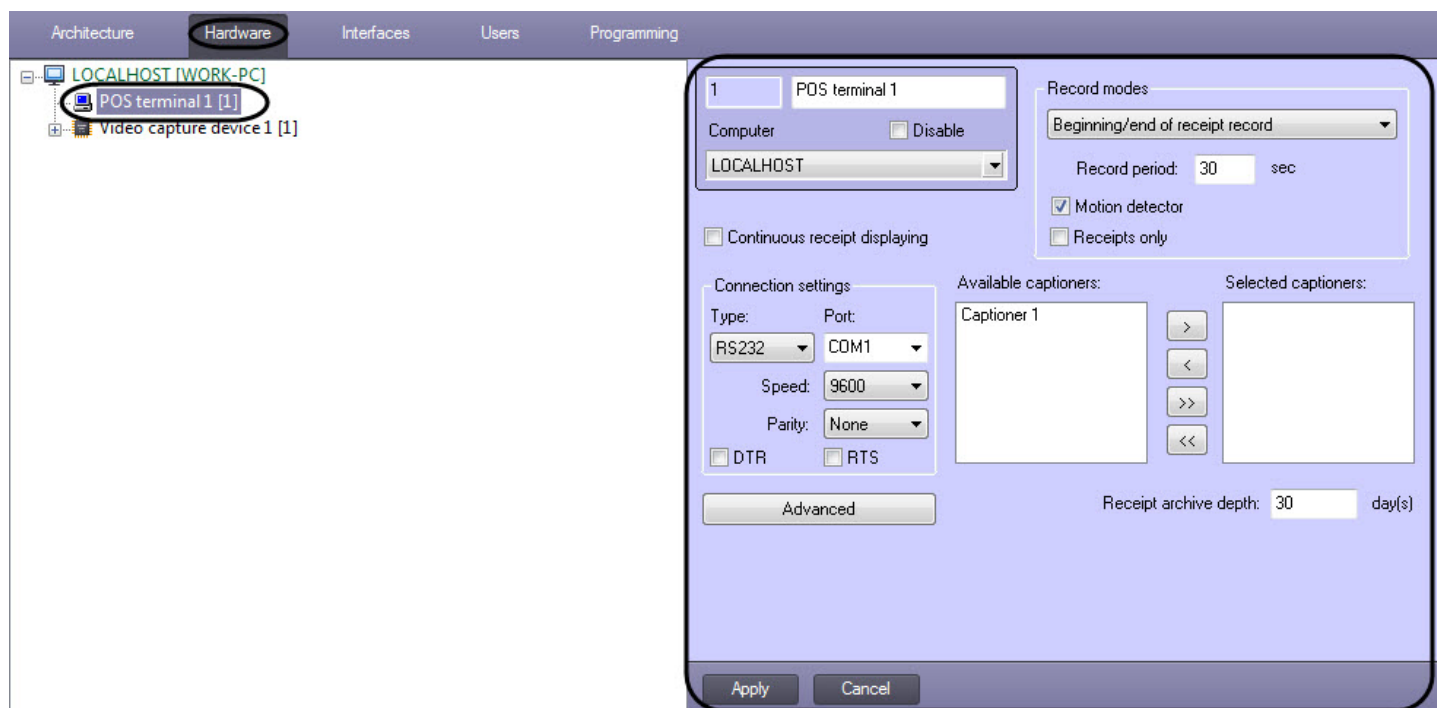 Architecture Hardware Interfaces Users Programming
LOCALHOST [WORK-PC]
POS terminal 1 [1]
Video capture device 1 [1]
1 POS terminal 1
Computer Disable
LOCALHOST
Record modes
Beginning/end of receipt record
Record period: 30 sec
Motion detector
Receipts only
Continuous receipt displaying
Connection settings
Type: Port:
RS232 COM1
Speed: 9600
Parity: None
DTR RTS
Advanced
Available captioners: Selected captioners:
Captioner 1
>
<
>>
<<
Receipt archive depth: 30 day(s)
Apply Cancel